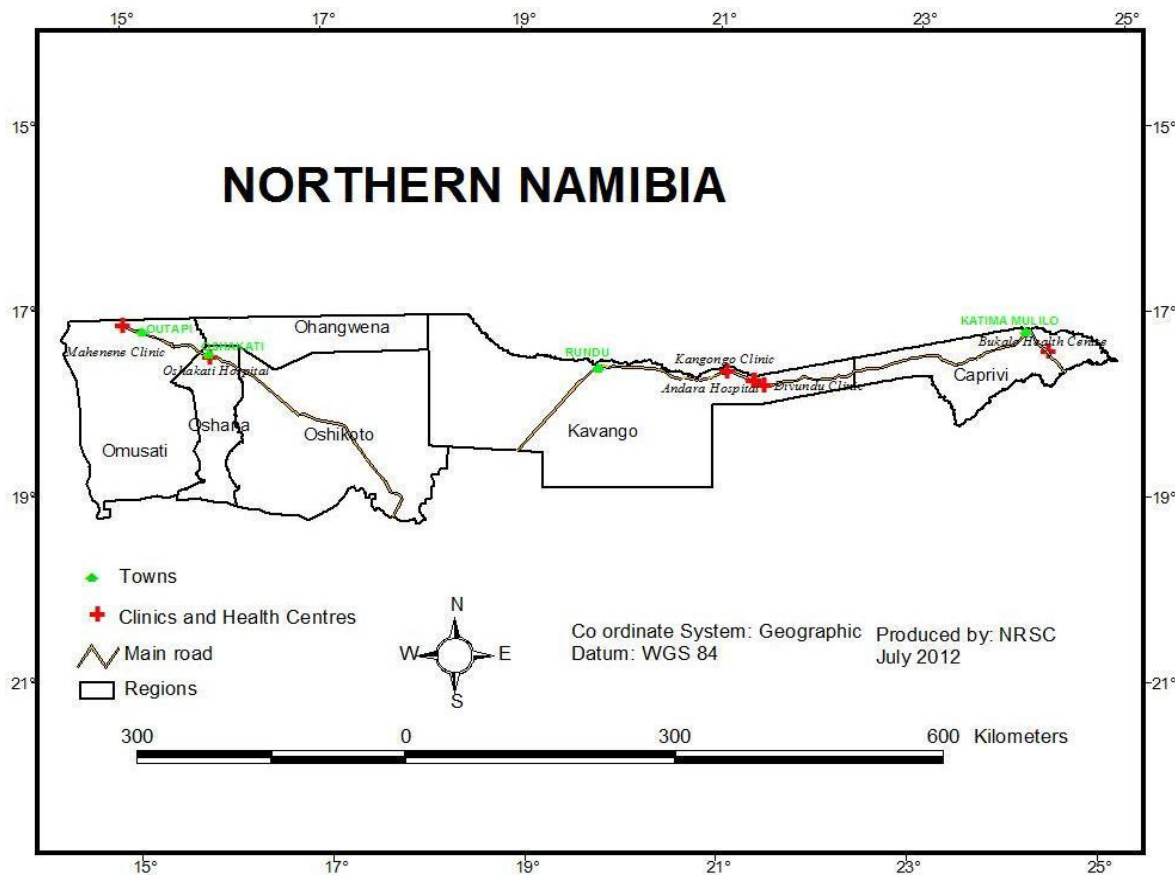 15° 17° 19° 21° 23° 25°
15° 15°
NORTHERN NAMIBIA
17° 17°
KATIMA MULILO
OUTAPI Ohangwena
Bukalo Health Centre
OSHAKATI
Mahenene Clinic
RUNDU
Kangongo Clinic
Oshakati Hospital
Caprivi
Andara Hospital Divundu Clinic
Oshana
Oshikoto
Kavango
Omusati
19° 19°
Towns
Clinics and Health Centres
Main road
Regions
N
W E
S
Co ordinate System: Geographic
Datum: WGS 84
Produced by: NRSC
July 2012
21° 21°
300 0 300 600 Kilometers
15° 17° 19° 21° 23° 25°